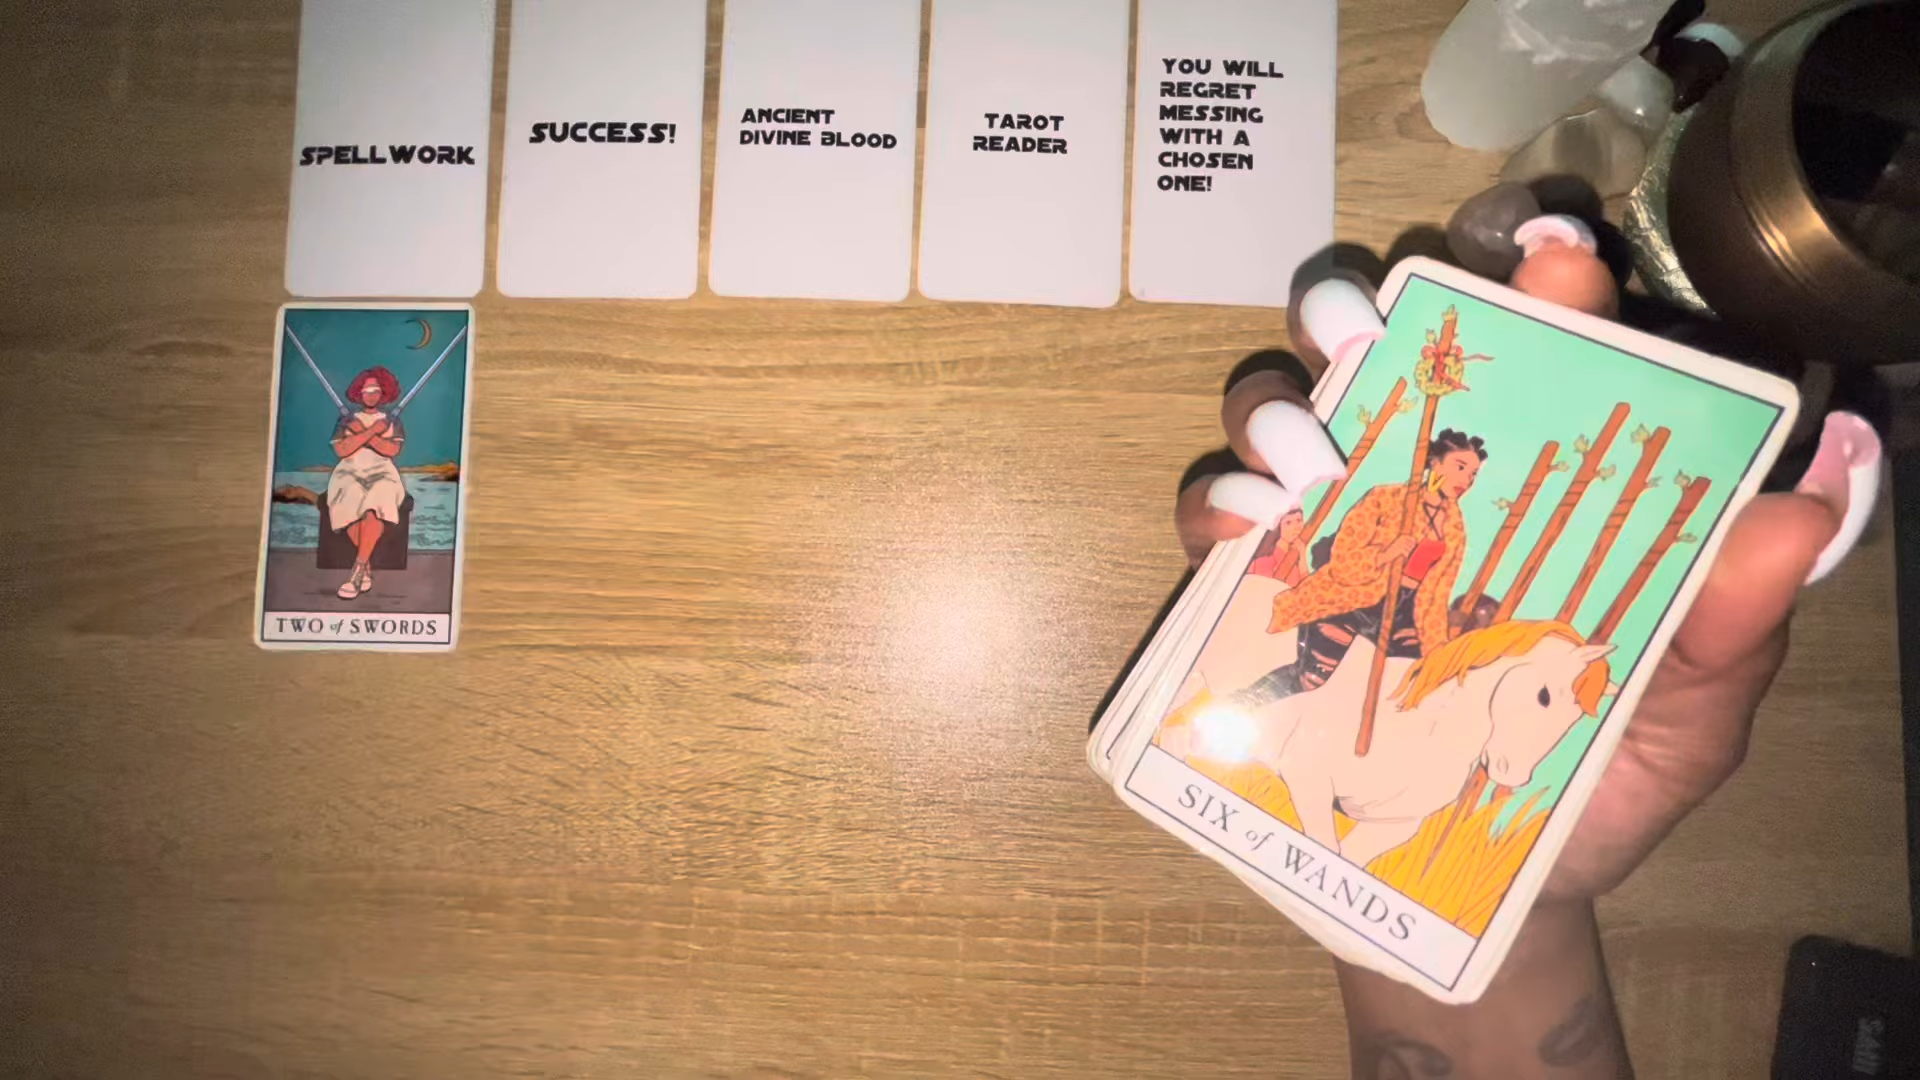 SPELLWORK
SUCCESS!
ANCIENT
DIVINE BLOOD
TAROT
READER
YOU WILL
REGRET
MESSING
WITH A
CHOSEN
ONE!
TWO of SWORDS
SIX of WANDS